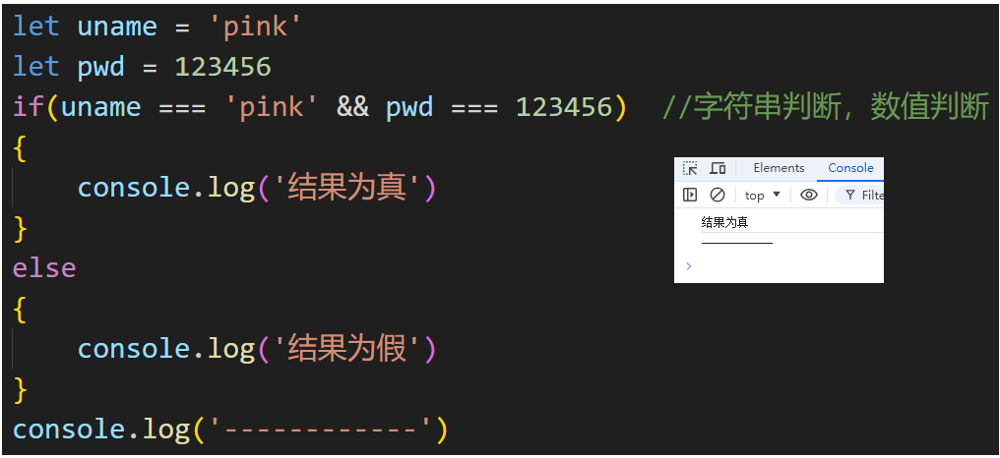 let uname = 'pink'
let pwd = 123456
if(uname === 'pink' && pwd === 123456)  //字符串判断，数值判断
{
    console.log('结果为真')
}
else
{
    console.log('结果为假')
}
console.log('------------')
Elements Console
top Filte
结果为真
------------
>